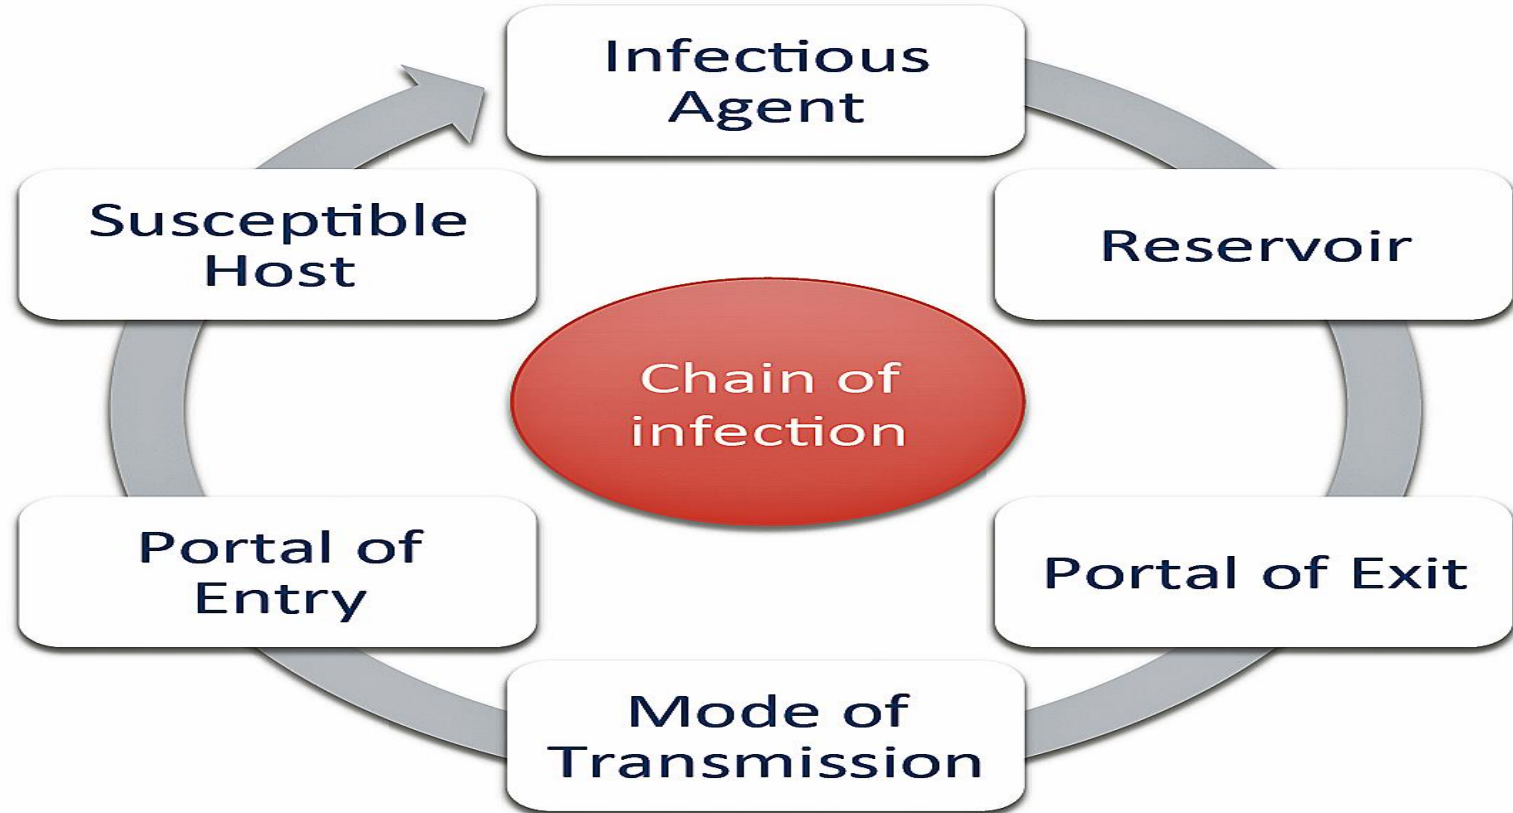 Infectious
Agent
Reservoir
Portal of Exit
Mode of
Transmission
Portal of
Entry
Susceptible
Host
Chain of
infection